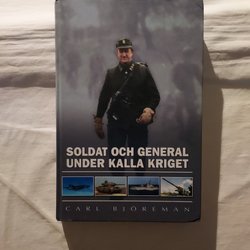 SOLDAT OCH GENERAL
UNDER KALLA KRIGET
CARL BJÖREMAN